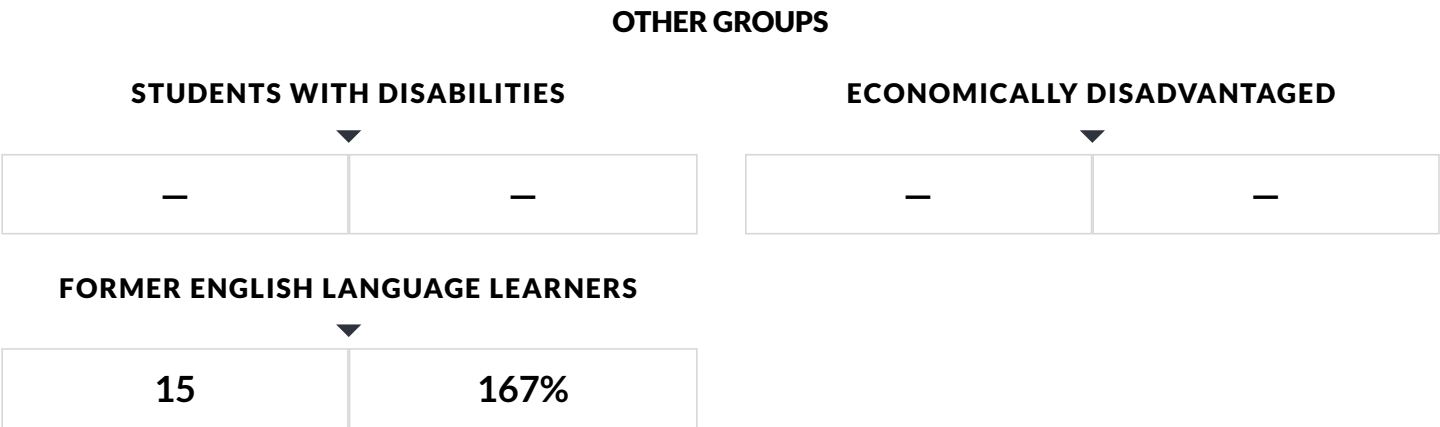 OTHER GROUPS
STUDENTS WITH DISABILITIES
— —
ECONOMICALLY DISADVANTAGED
— —
FORMER ENGLISH LANGUAGE LEARNERS
15 167%